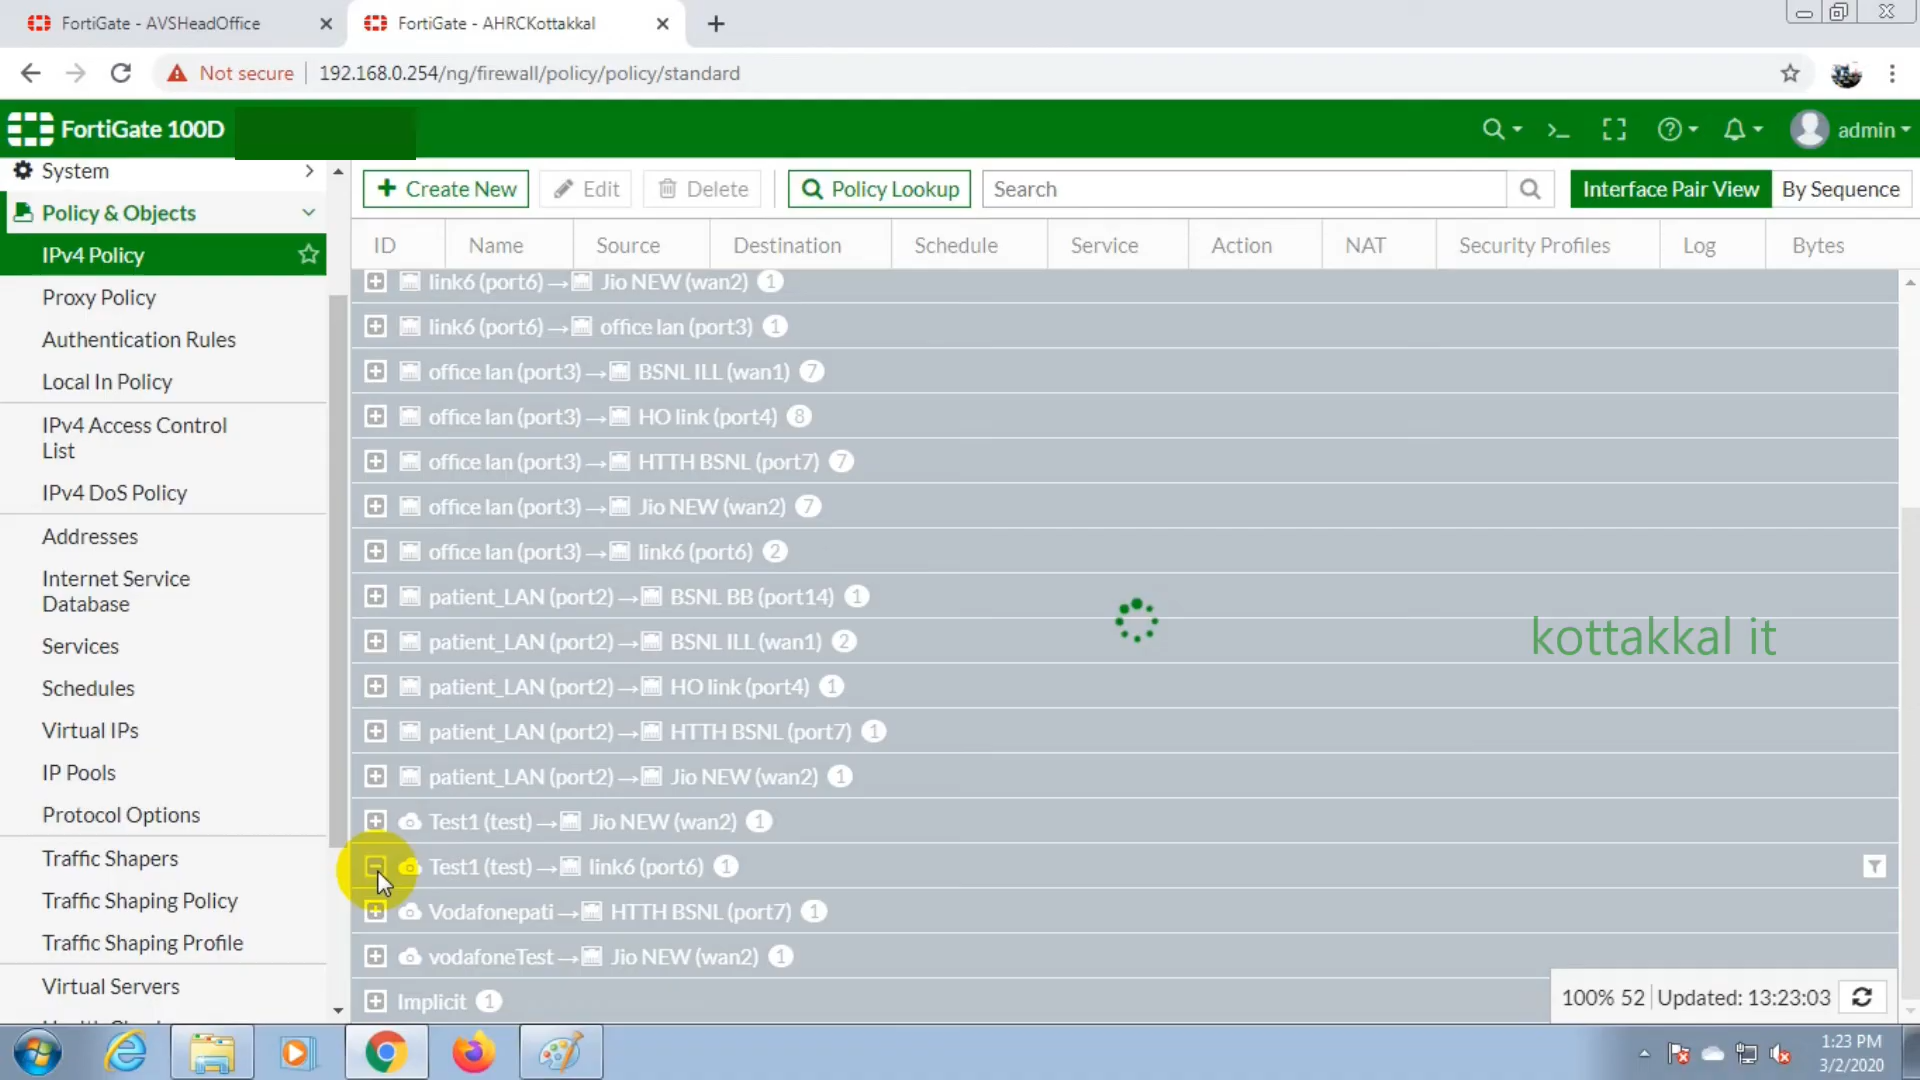 FortiGate - AVSHeadOffice
FortiGate - AHRCKottakkal
Not secure 192.168.0.254/ng/firewall/policy/policy/standard
FortiGate 100D
admin
System
Policy & Objects
IPv4 Policy
Proxy Policy
Authentication Rules
Local In Policy
IPv4 Access Control
List
IPv4 DoS Policy
Addresses
Internet Service
Database
Services
Schedules
Virtual IPs
IP Pools
Protocol Options
Traffic Shapers
Traffic Shaping Policy
Traffic Shaping Profile
Virtual Servers
+ Create New Edit Delete Policy Lookup Search Interface Pair View By Sequence
ID Name Source Destination Schedule Service Action NAT Security Profiles Log Bytes
link6 (port6) → Jio NEW (wan2) 1
link6 (port6) → office lan (port3) 1
office lan (port3) → BSNL ILL (wan1) 7
office lan (port3) → HO link (port4) 8
office lan (port3) → HTTH BSNL (port7) 7
office lan (port3) → Jio NEW (wan2) 7
office lan (port3) → link6 (port6) 2
patient_LAN (port2) → BSNL BB (port14) 1
patient_LAN (port2) → BSNL ILL (wan1) 2
patient_LAN (port2) → HO link (port4) 1
patient_LAN (port2) → HTTH BSNL (port7) 1
patient_LAN (port2) → Jio NEW (wan2) 1
Test1 (test) → Jio NEW (wan2) 1
Test1 (test) → link6 (port6) 1
Vodafonepati → HTTH BSNL (port7) 1
vodafoneTest → Jio NEW (wan2) 1
Implicit 1
kottakkal it
100% 52 Updated: 13:23:03
1:23 PM
3/2/2020